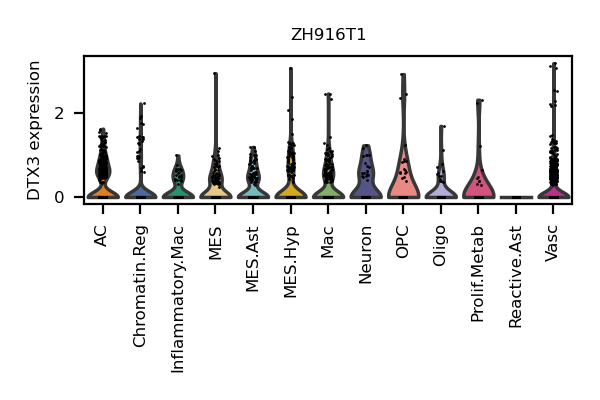 ZH916T1
DTX3 expression
2
0
AC
Chromatin.Reg
Inflammatory.Mac
MES
MES.Ast
MES.Hyp
Mac
Neuron
OPC
Oligo
Prolif.Metab
Reactive.Ast
Vasc